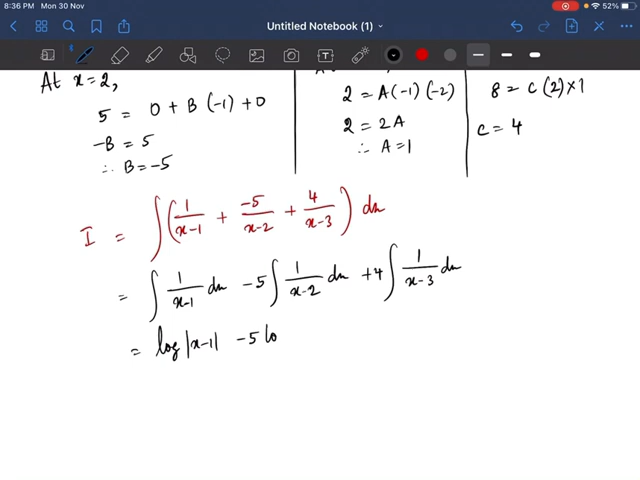 8:36 PM Mon 30 Nov
52%
Untitled Notebook (1)
At x=2,
5 = 0 + B (-1) + 0
-B = 5
∴ B = -5
2 = A(-1) (-2)
2 = 2A
∴ A = 1
8 = C (2) × 1
C = 4
I = ∫ ( 1/(x-1) + -5/(x-2) + 4/(x-3) ) dx
= ∫ 1/(x-1) dx -5 ∫ 1/(x-2) dx +4 ∫ 1/(x-3) dx
= log |x-1| -5 lo